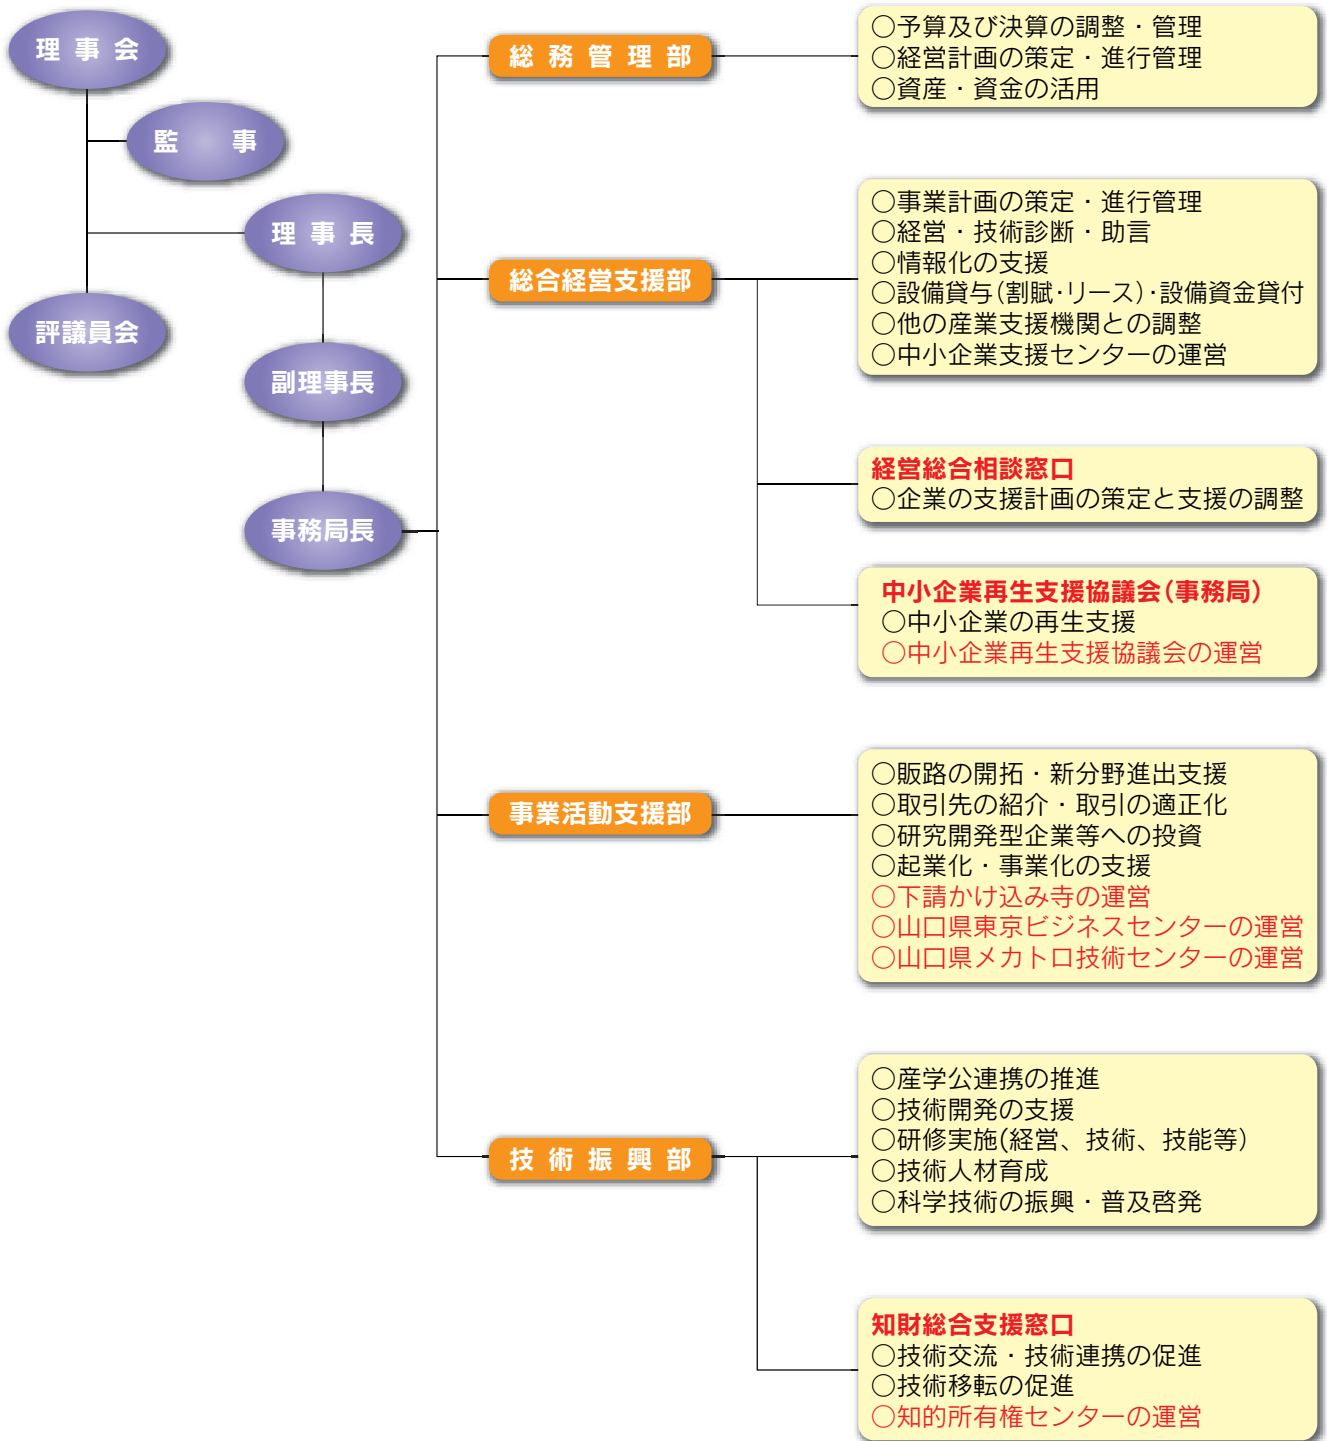 理事会
監事
理事長
評議員会
副理事長
事務局長
総務管理部
○予算及び決算の調整・管理
○経営計画の策定・進行管理
○資産・資金の活用
総合経営支援部
○事業計画の策定・進行管理
○経営・技術診断・助言
○情報化の支援
○設備貸与(割賦・リース)・設備資金貸付
○他の産業支援機関との調整
○中小企業支援センターの運営
経営総合相談窓口
○企業の支援計画の策定と支援の調整
中小企業再生支援協議会(事務局)
○中小企業の再生支援
○中小企業再生支援協議会の運営
事業活動支援部
○販路の開拓・新分野進出支援
○取引先の紹介・取引の適正化
○研究開発型企業等への投資
○起業化・事業化の支援
○下請かけ込み寺の運営
○山口県東京ビジネスセンターの運営
○山口県メカトロ技術センターの運営
技術振興部
○産学公連携の推進
○技術開発の支援
○研修実施(経営、技術、技能等)
○技術人材育成
○科学技術の振興・普及啓発
知財総合支援窓口
○技術交流・技術連携の促進
○技術移転の促進
○知的所有権センターの運営